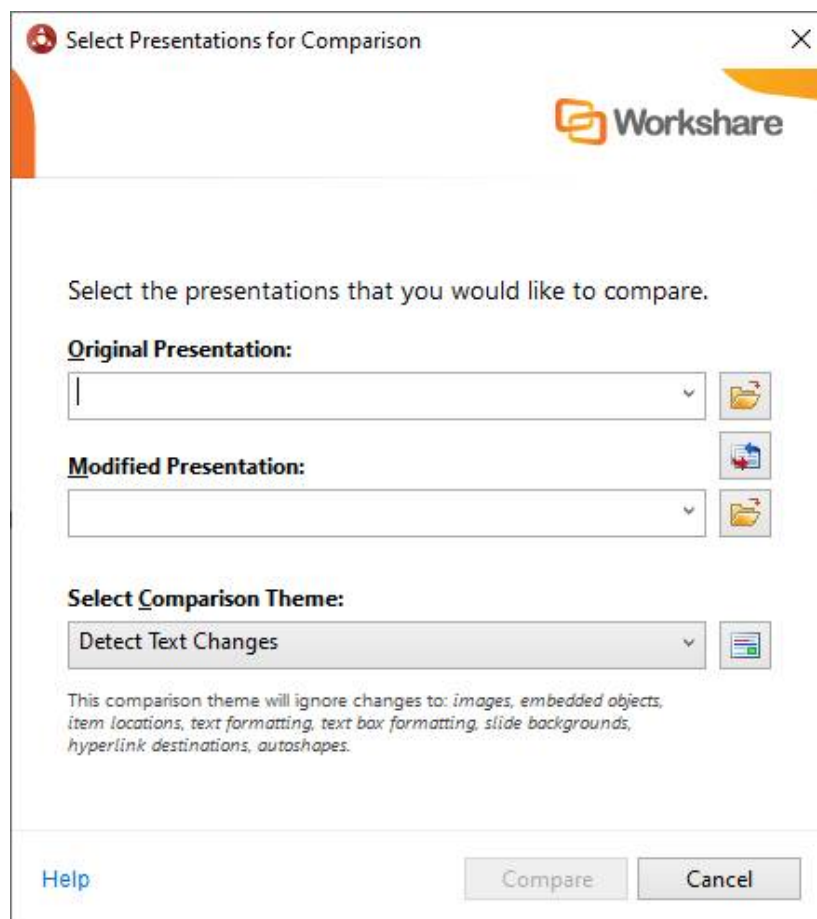 Select Presentations for Comparison
Workshare
Select the presentations that you would like to compare.
Original Presentation:
Modified Presentation:
Select Comparison Theme:
Detect Text Changes
This comparison theme will ignore changes to: images, embedded objects,
item locations, text formatting, text box formatting, slide backgrounds,
hyperlink destinations, autoshapes.
Help
Compare
Cancel